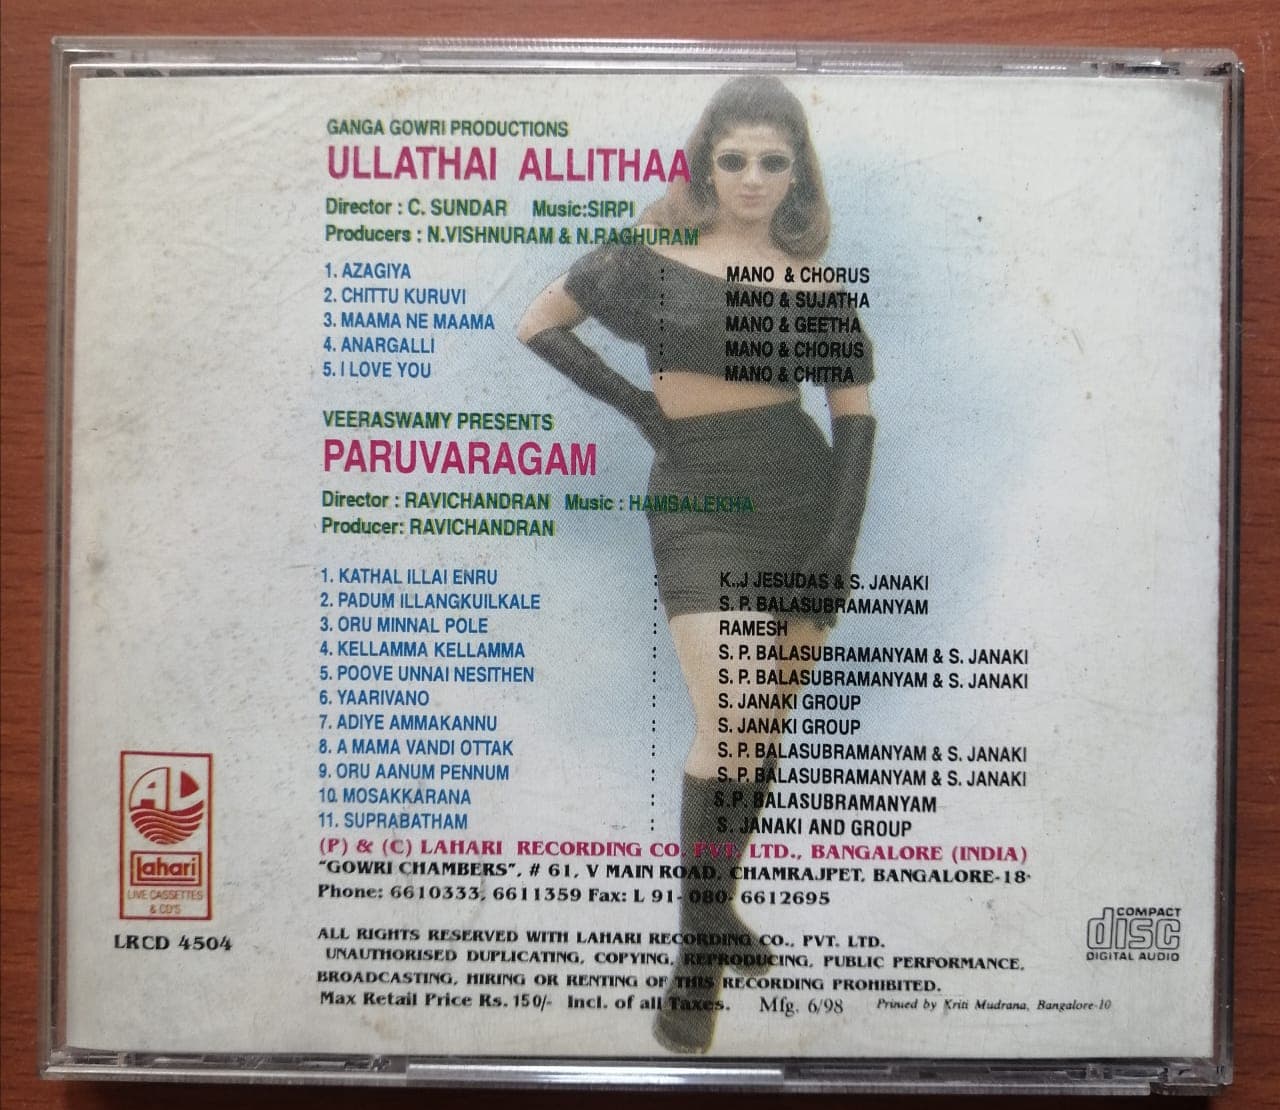 GANGA GOWRI PRODUCTIONS
ULLATHAI ALLITHAA
Director : C. SUNDAR Music:SIRPI
Producers : N.VISHNURAM & N.RAGHURAM
1. AZAGIYA : MANO & CHORUS
2. CHITTU KURUVI : MANO & SUJATHA
3. MAAMA NE MAAMA : MANO & GEETHA
4. ANARGALLI : MANO & CHORUS
5. I LOVE YOU : MANO & CHITRA
VEERASWAMY PRESENTS
PARUVARAGAM
Director : RAVICHANDRAN Music : HAMSALEKHA
Producer: RAVICHANDRAN
1. KATHAL ILLAI ENRU : K..J JESUDAS & S. JANAKI
2. PADUM ILLANGKUILKALE : S. P. BALASUBRAMANYAM
3. ORU MINNAL POLE : RAMESH
4. KELLAMMA KELLAMMA : S. P. BALASUBRAMANYAM & S. JANAKI
5. POOVE UNNAI NESITHEN : S. P. BALASUBRAMANYAM & S. JANAKI
6. YAARIVANO : S. JANAKI GROUP
7. ADIYE AMMAKANNU : S. JANAKI GROUP
8. A MAMA VANDI OTTAK : S. P. BALASUBRAMANYAM & S. JANAKI
9. ORU AANUM PENNUM : S. P. BALASUBRAMANYAM & S. JANAKI
10. MOSAKKARANA : S.P. BALASUBRAMANYAM
11. SUPRABATHAM : S. JANAKI AND GROUP
(P) & (C) LAHARI RECORDING CO. PVT. LTD., BANGALORE (INDIA)
"GOWRI CHAMBERS", # 61, V MAIN ROAD, CHAMRAJPET, BANGALORE-18.
Phone: 6610333, 6611359 Fax: L 91- 080- 6612695
Lahari
LIVE CASSETTES
& CD'S
LRCD 4504
ALL RIGHTS RESERVED WITH LAHARI RECORDING CO., PVT. LTD.
UNAUTHORISED DUPLICATING, COPYING, REPRODUCING, PUBLIC PERFORMANCE,
BROADCASTING, HIRING OR RENTING OF THIS RECORDING PROHIBITED.
Max Retail Price Rs. 150/- Incl. of all Taxes. Mfg. 6/98 Printed by Kriti Mudrana, Bangalore-10
COMPACT
disc
DIGITAL AUDIO